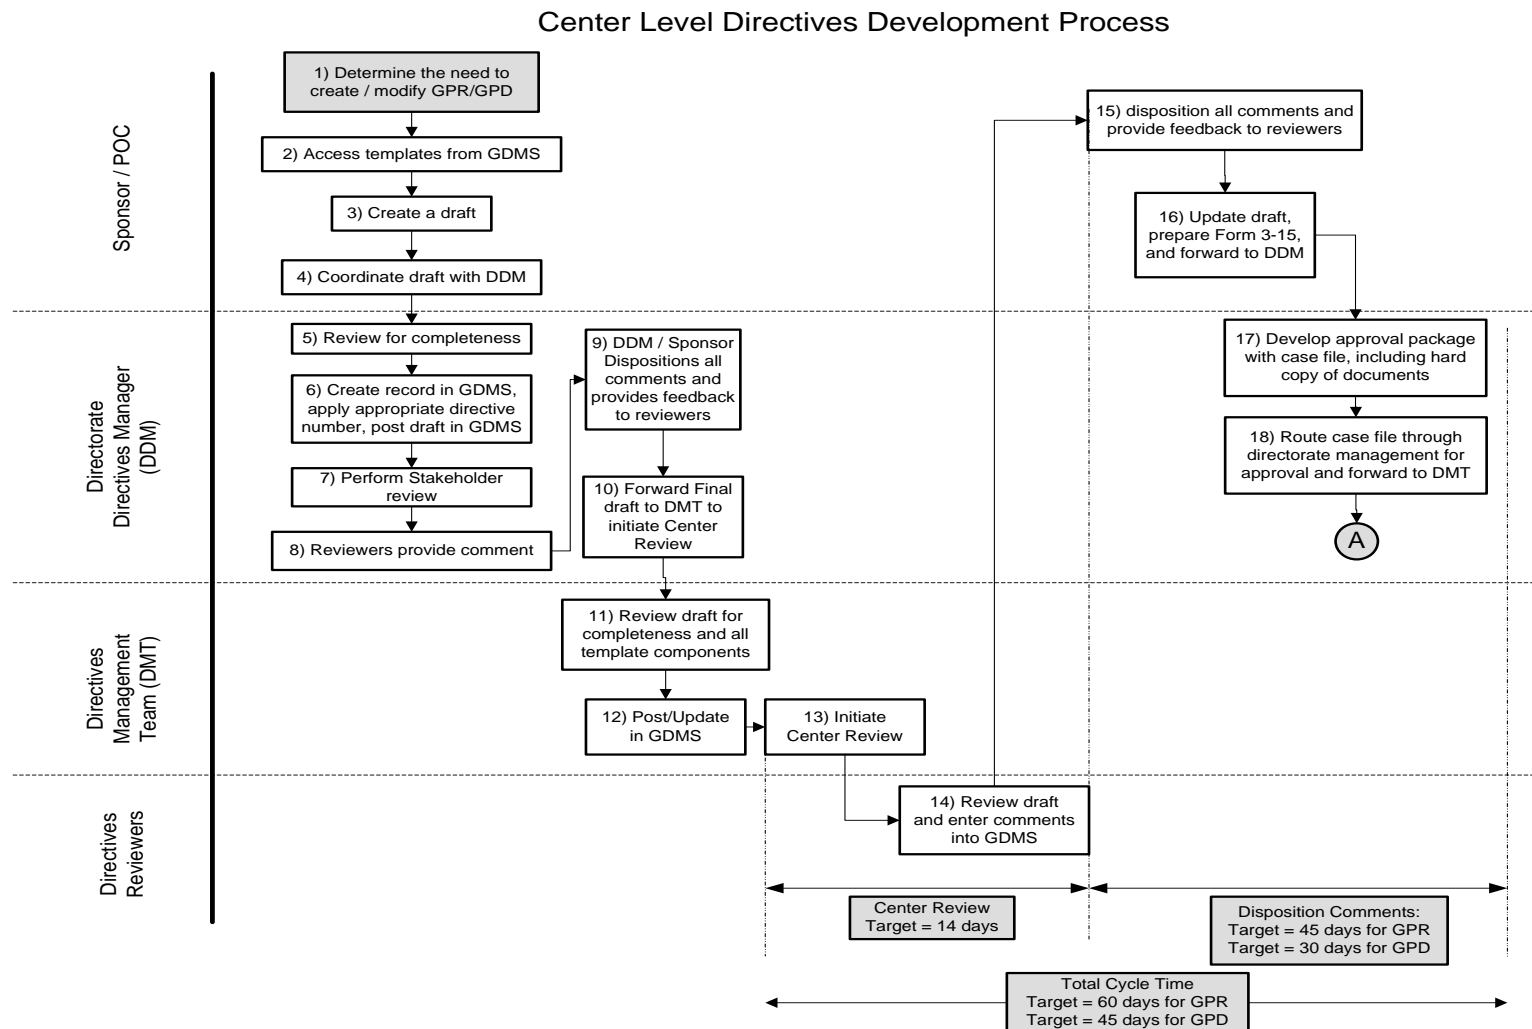 Center Level Directives Development Process
Sponsor / POC
1) Determine the need to
create / modify GPR/GPD
2) Access templates from GDMS
3) Create a draft
4) Coordinate draft with DDM
15) disposition all comments and
provide feedback to reviewers
16) Update draft,
prepare Form 3-15,
and forward to DDM
Directorate
Directives Manager
(DDM)
5) Review for completeness
6) Create record in GDMS,
apply appropriate directive
number, post draft in GDMS
7) Perform Stakeholder
review
8) Reviewers provide comment
9) DDM / Sponsor
Dispositions all
comments and
provides feedback
to reviewers
10) Forward Final
draft to DMT to
initiate Center
Review
17) Develop approval package
with case file, including hard
copy of documents
18) Route case file through
directorate management for
approval and forward to DMT
A
Directives
Management
Team (DMT)
11) Review draft for
completeness and all
template components
12) Post/Update
in GDMS
13) Initiate
Center Review
Directives
Reviewers
14) Review draft
and enter comments
into GDMS
Center Review
Target = 14 days
Disposition Comments:
Target = 45 days for GPR
Target = 30 days for GPD
Total Cycle Time
Target = 60 days for GPR
Target = 45 days for GPD